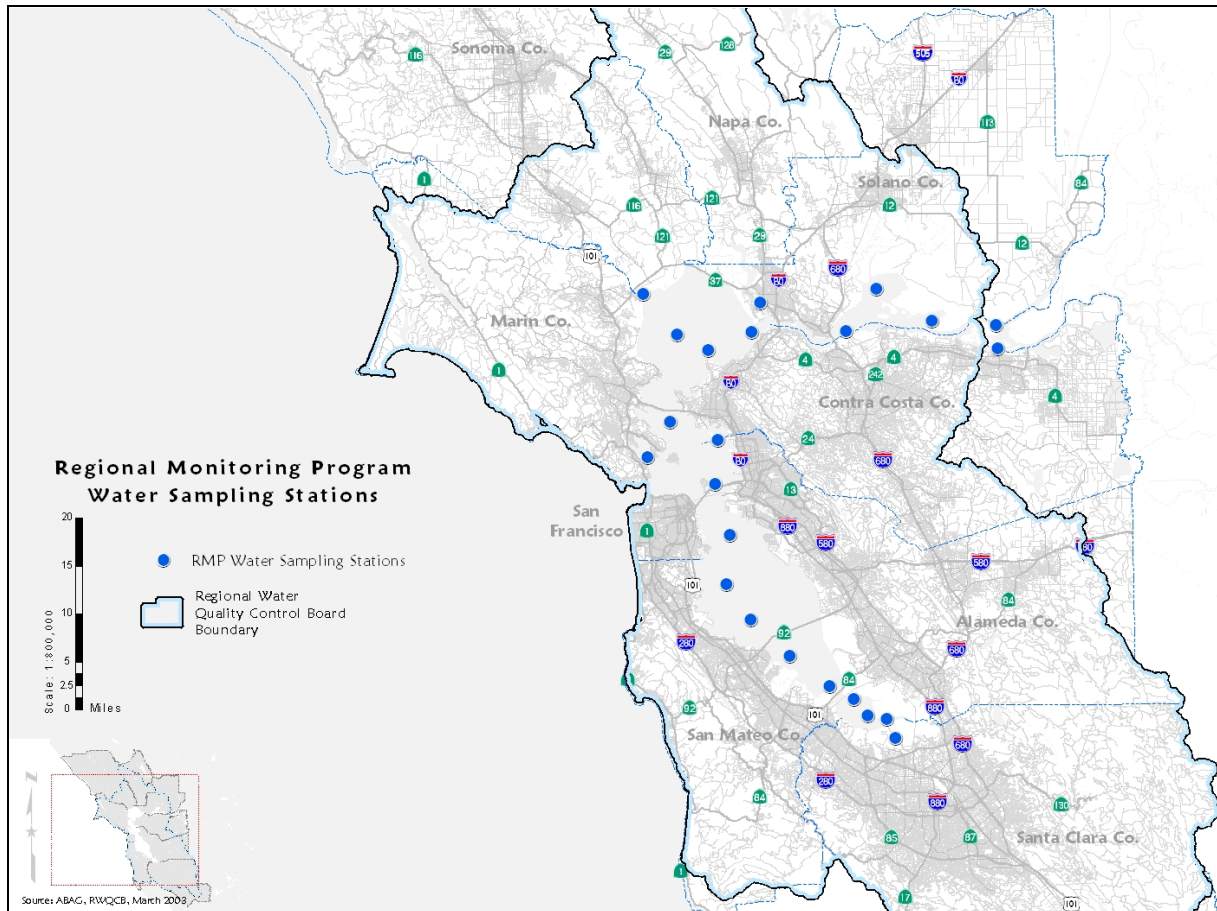 Sonoma Co.
116
29
128
505
80
Napa Co.
113
1
Solano Co.
84
116
121
12
121
29
12
101
37
80
680
Marin Co.
1
4
4
242
80
4
Contra Costa Co.
24
80
680
Regional Monitoring Program
Water Sampling Stations
13
San
Francisco
1
880
580
580
20
15
10
5
2.5
0 Miles
Scale: 1:800,000
RMP Water Sampling Stations
Regional Water
Quality Control Board
Boundary
101
84
Alameda Co.
92
280
680
84
92
101
880
San Mateo Co.
680
280
84
880
130
85
87
Santa Clara Co.
1
17
101
N
Source: ABAG, RWQCB, March 2003